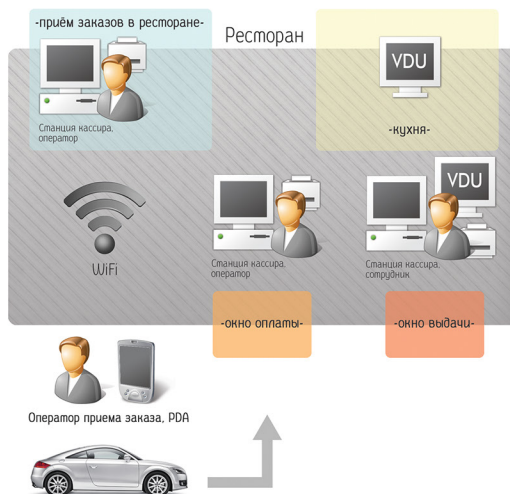 -приём заказов в ресторане-
Ресторан
VDU
Станция кассира,
оператор
-кухня-
VDU
WiFi
Станция кассира,
оператор
Станция кассира,
сотрудник
-окно оплаты-
-окно выдачи-
Оператор приема заказа, PDA